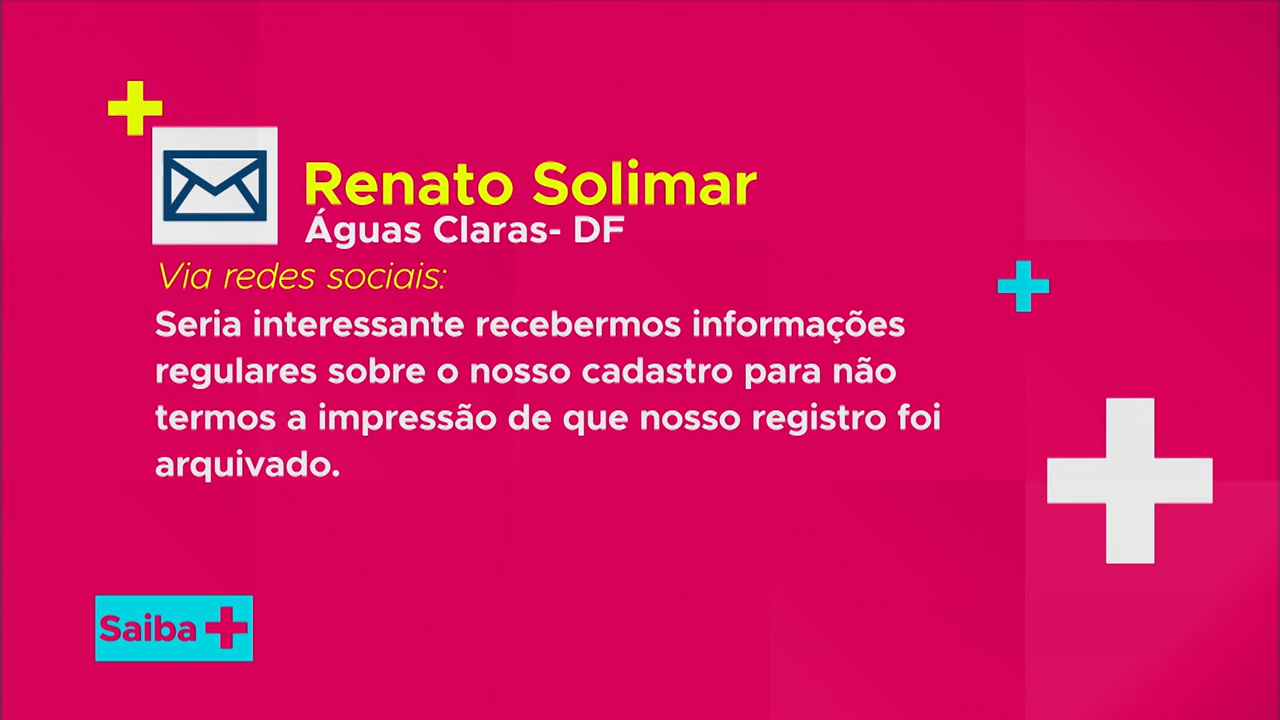 Renato Solimar
Águas Claras- DF
Via redes sociais:
Seria interessante recebermos informações
regulares sobre o nosso cadastro para não
termos a impressão de que nosso registro foi
arquivado.
Saiba+